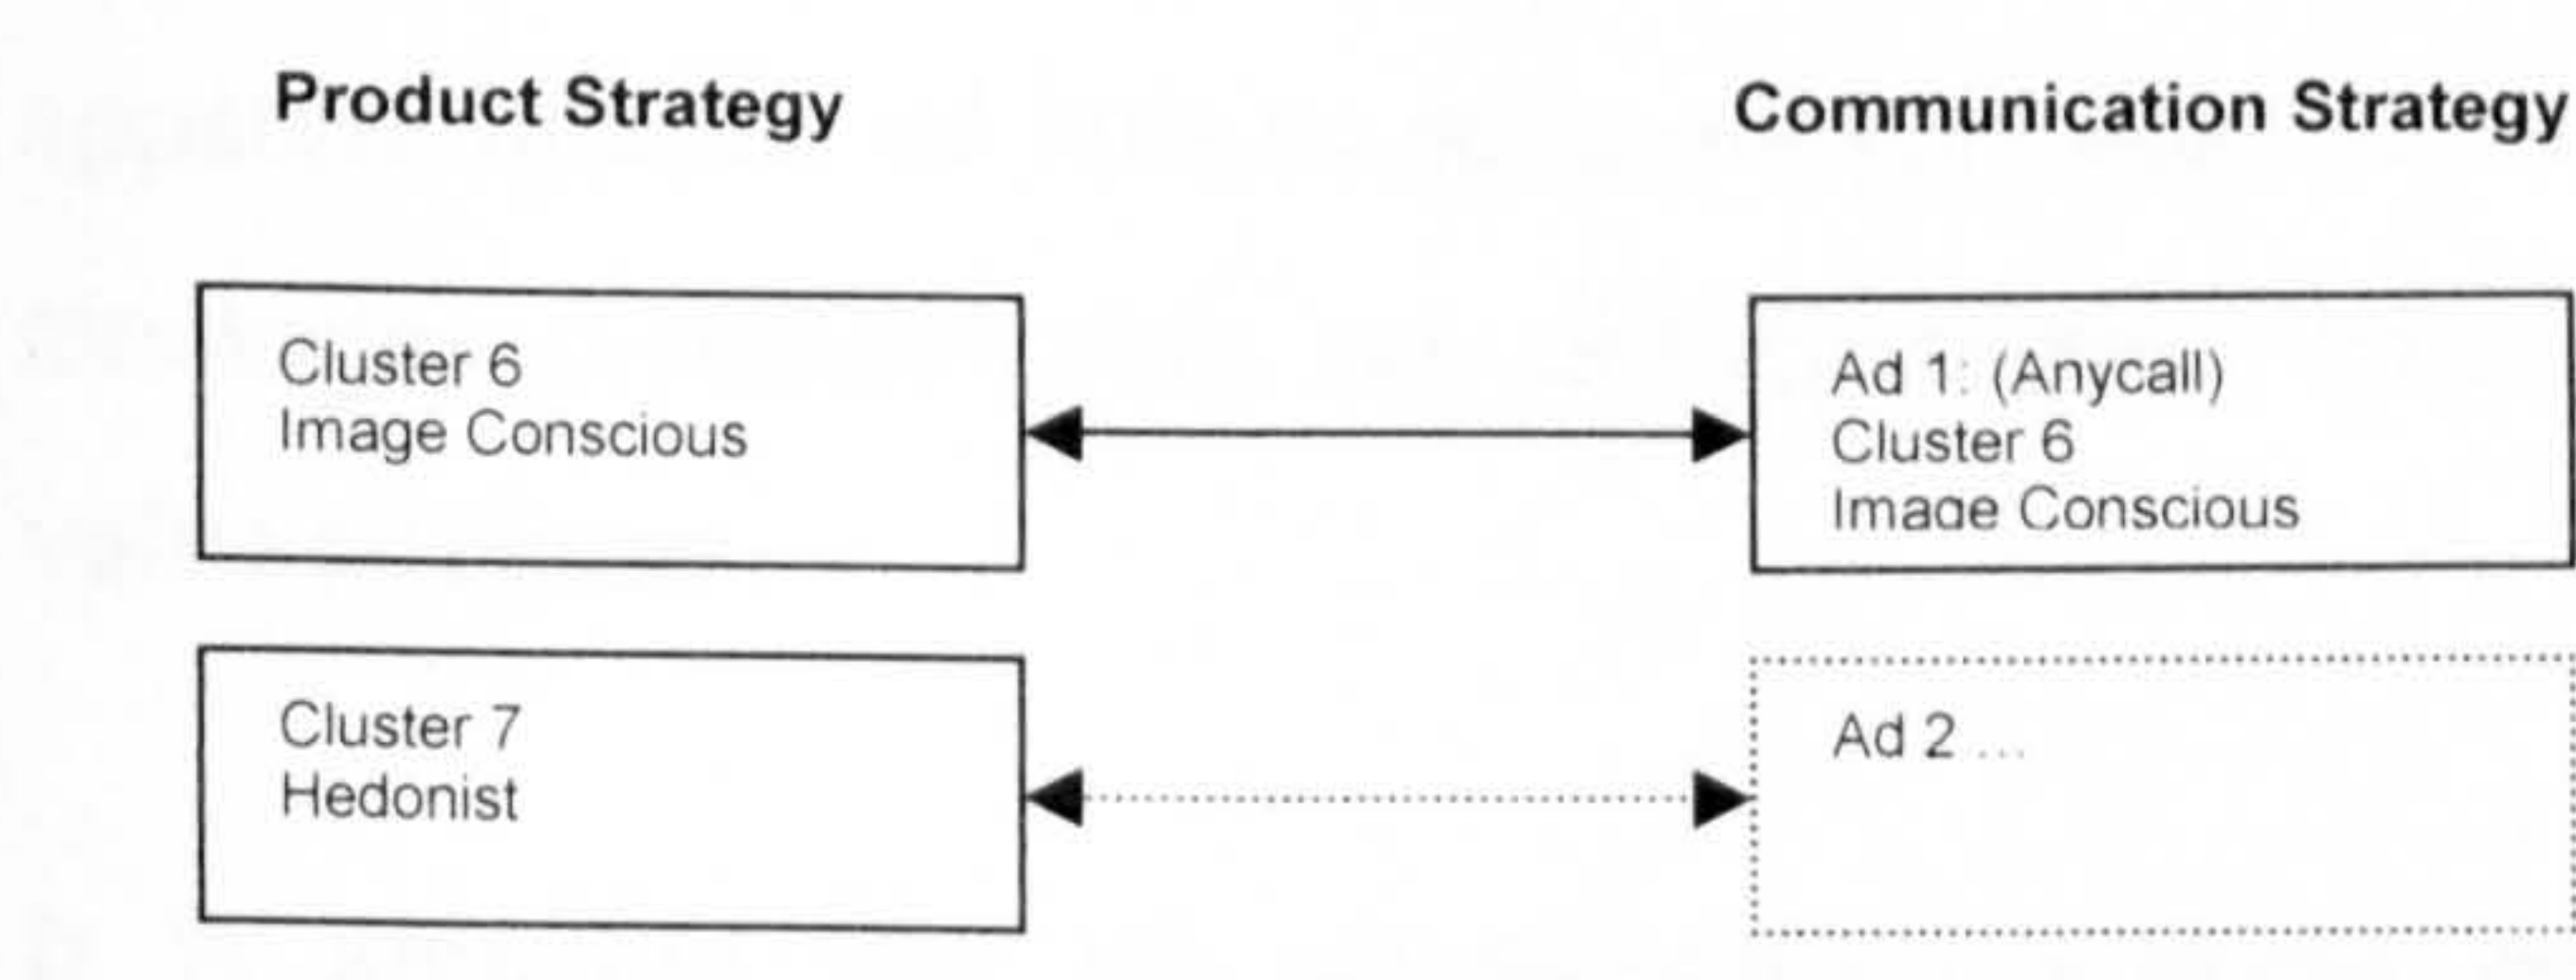 Product Strategy
Communication Strategy
Cluster 6
Image Conscious
Ad 1: (Anycall)
Cluster 6
Image Conscious
Cluster 7
Hedonist
Ad 2 ...